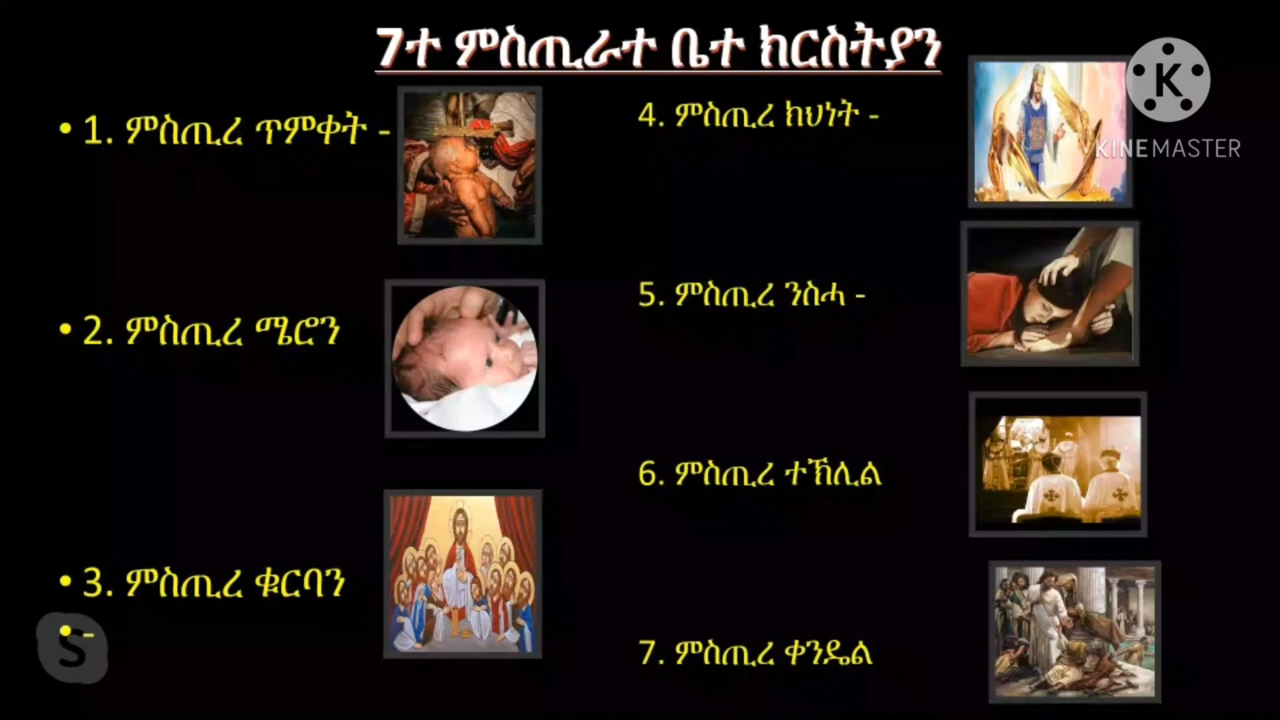 7ተ ምስጢራተ ቤተ ክርስትያን
• 1. ምስጢረ ጥምቀት -
• 2. ምስጢረ ሜሮን
• 3. ምስጢረ ቁርባን
• -
4. ምስጢረ ክህነት -
5. ምስጢረ ንስሓ -
6. ምስጢረ ተኽሊል
7. ምስጢረ ቀንዴል
K
KINEMASTER
S